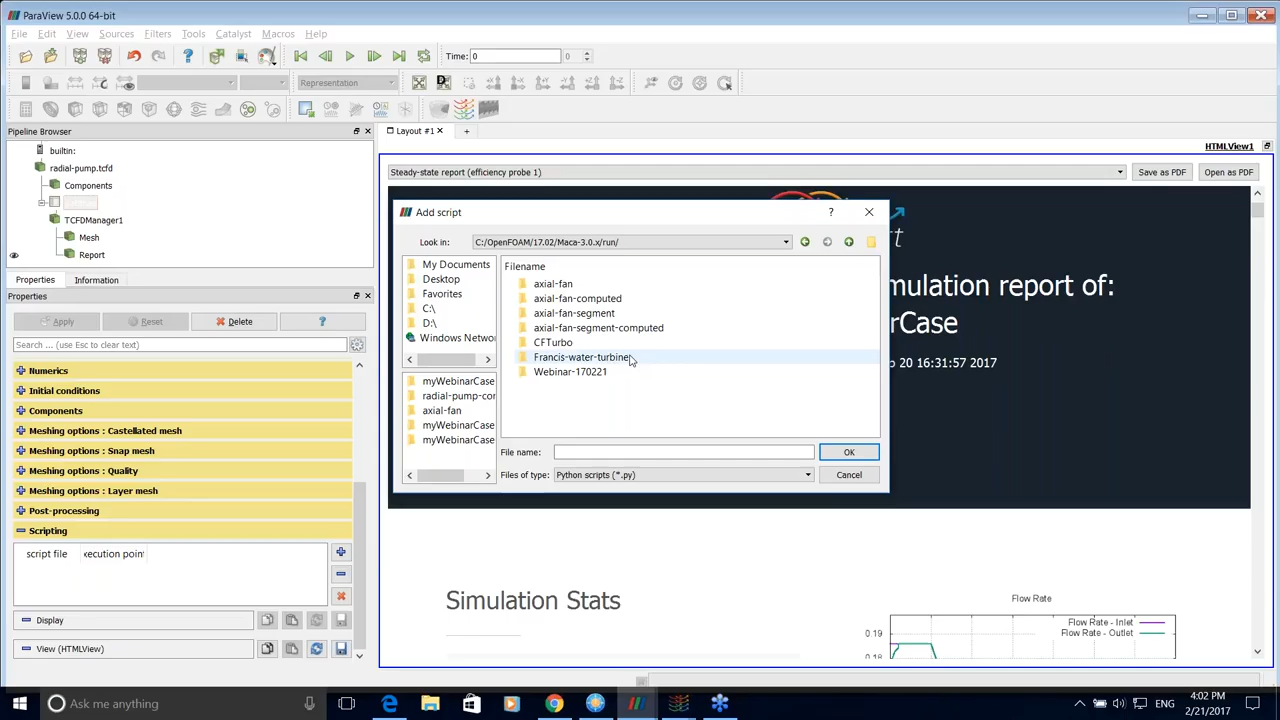 ParaView 5.0.0 64-bit
File Edit View Sources Filters Tools Catalyst Macros Help
Time: 0 0
Representation
Pipeline Browser
Layout #1
builtin:
HTMLView1
radial-pump.tcfd
Steady-state report (efficiency probe 1) Save as PDF Open as PDF
Components
TCFDManager1
Mesh
Report
Add script
Look in: C:/OpenFOAM/17.02/Maca-3.0.x/run/
My Documents
Desktop
Favorites
C:\
D:\
Windows Netwo
myWebinarCase
radial-pump-co
axial-fan
myWebinarCase
myWebinarCase
Filename
axial-fan
axial-fan-computed
axial-fan-segment
axial-fan-segment-computed
CFTurbo
Francis-water-turbine
Webinar-170221
File name: OK
Files of type: Python scripts (*.py) Cancel
rt
mulation report of:
rCase
p 20 16:31:57 2017
Properties Information
Properties
Apply Reset Delete ?
Search ... (use Esc to clear text)
Numerics
Initial conditions
Components
Meshing options : Castellated mesh
Meshing options : Snap mesh
Meshing options : Quality
Meshing options : Layer mesh
Post-processing
Scripting
script file xecution point
Display
View (HTMLView)
Simulation Stats
Flow Rate
Flow Rate - Inlet
Flow Rate - Outlet
0.19
0.18
Ask me anything
ENG
4:02 PM
2/21/2017